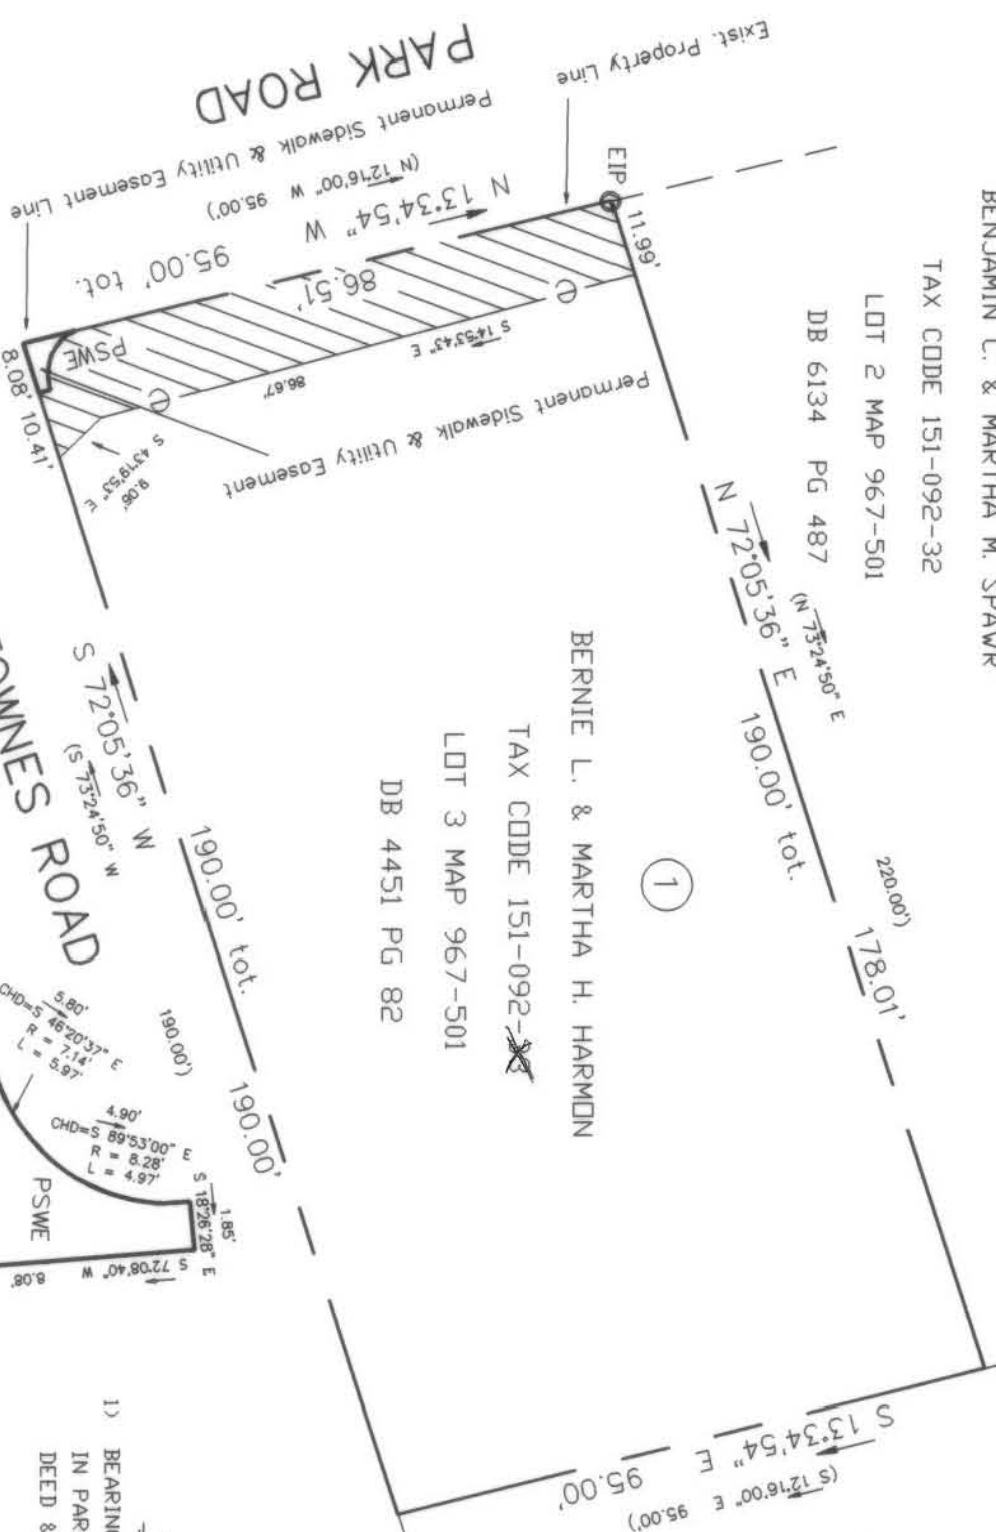 BENJAMIN L. & MARTHA M. SPAWR
TAX CODE 151-092-32
LOT 2 MAP 967-501
DB 6134 PG 487
Exist. Property Line
PARK ROAD
Permanent Sidewalk & Utility Easement Line
(N 12°16'00" W 95.00')
N 13°34'54" W
95.00' tot.
EIP
11.99'
86.51'
S 14°53'43" E
86.67'
PSWE
8.08'
10.41'
S 43°19'53" E
9.06'
Permanent Sidewalk & Utility Easement
N 72°05'36" E
190.00' tot.
(N 73°24'50" E
220.00')
178.01'
1
BERNIE L. & MARTHA H. HARMON
TAX CODE 151-092-
LOT 3 MAP 967-501
DB 4451 PG 82
S 72°05'36" W
190.00' tot.
(S 73°24'50" W
190.00')
190.00'
S 13°34'54" E
95.00'
(S 12°16'00" E 95.00')
ROAD
5.80'
CHD=S 46°20'37" E
R = 7.14'
L = 5.97'
4.90'
CHD=S 89°53'00" E
R = 8.28'
L = 4.97'
1.85'
S 18°26'28" E
PSWE
S 72°08'40" W
8.08'
1) BEARING
IN PAR
DEED &